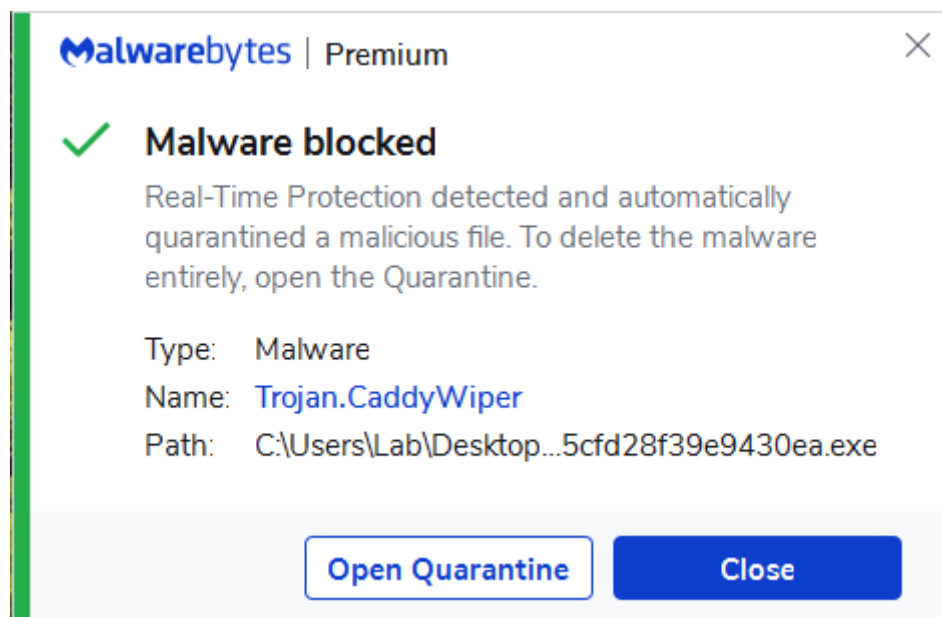 Malwarebytes | Premium
Malware blocked
Real-Time Protection detected and automatically
quarantined a malicious file. To delete the malware
entirely, open the Quarantine.
Type: Malware
Name: Trojan.CaddyWiper
Path: C:\Users\Lab\Desktop...5cfd28f39e9430ea.exe
Open Quarantine Close